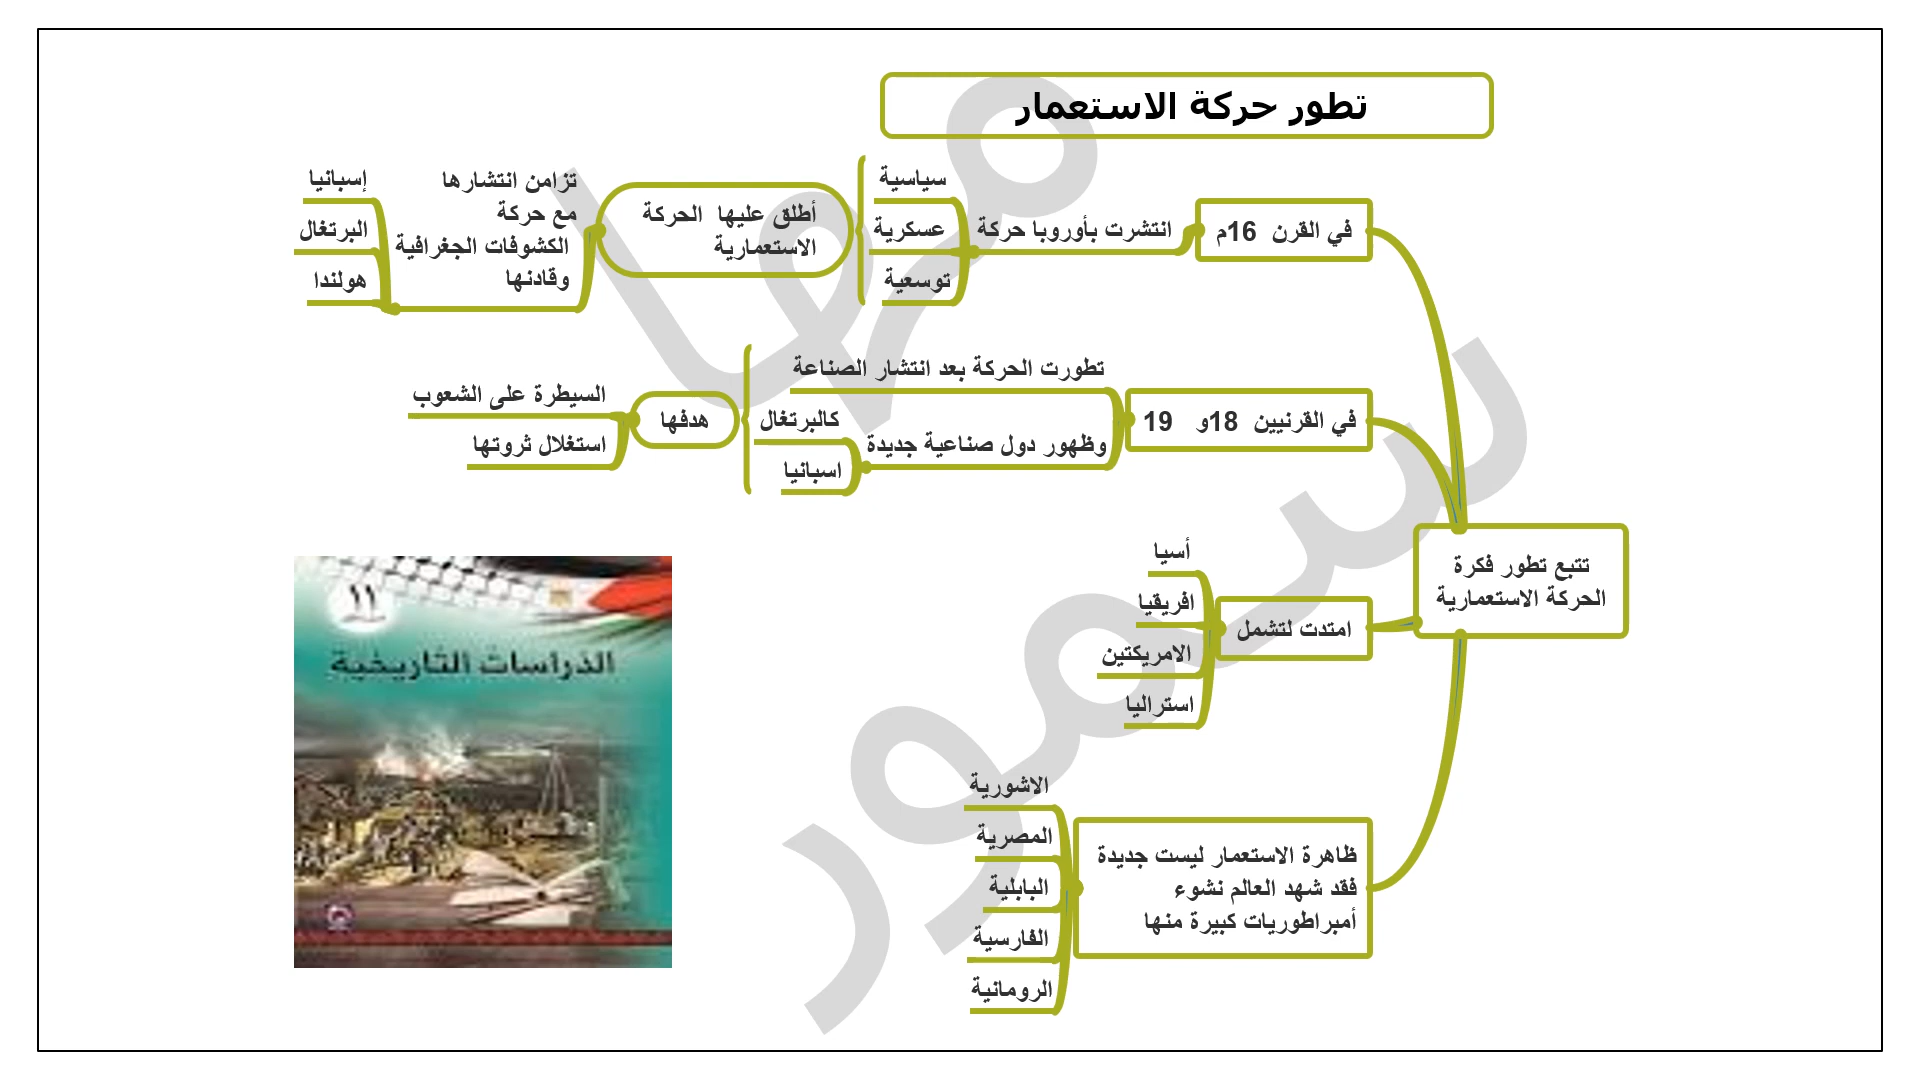 تطور حركة الاستعمار
تتبع تطور فكرة
الحركة الاستعمارية
في القرن 16م
انتشرت بأوروبا حركة
سياسية
عسكرية
توسعية
أطلق عليها الحركة
الاستعمارية
تزامن انتشارها
مع حركة
الكشوفات الجغرافية
وقادنها
إسبانيا
البرتغال
هولندا
في القرنيين 18و 19
تطورت الحركة بعد انتشار الصناعة
وظهور دول صناعية جديدة
كالبرتغال
اسبانيا
هدفها
السيطرة على الشعوب
استغلال ثروتها
امتدت لتشمل
أسيا
افريقيا
الامريكتين
استراليا
ظاهرة الاستعمار ليست جديدة
فقد شهد العالم نشوء
أمبراطوريات كبيرة منها
الاشورية
المصرية
البابلية
الفارسية
الرومانية
١١
الدراسات التاريخية
مها
سمور